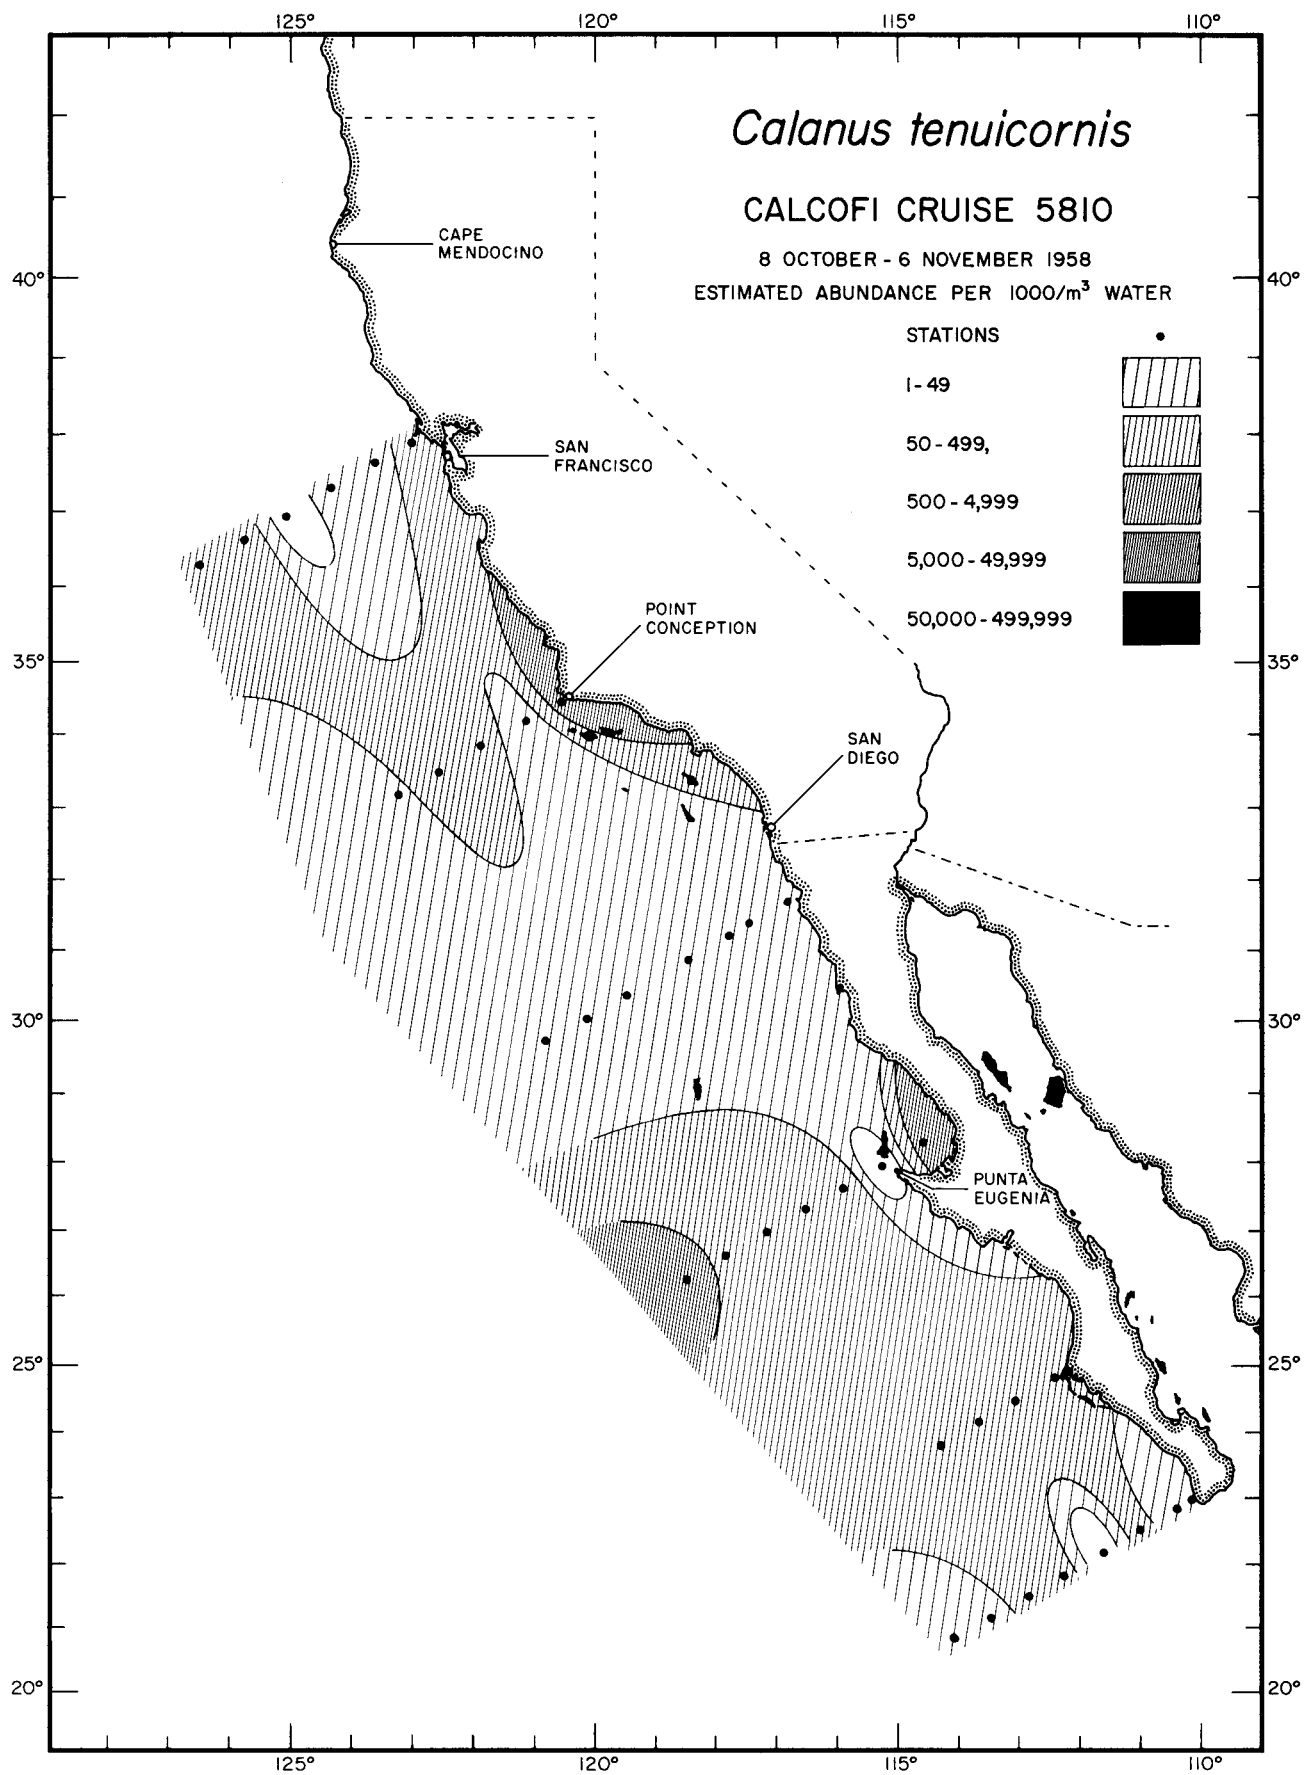 125° 120° 115° 110°
Calanus tenuicornis
CALCOFI CRUISE 5810
8 OCTOBER - 6 NOVEMBER 1958
ESTIMATED ABUNDANCE PER 1000/m³ WATER
STATIONS
1-49
50-499,
500-4,999
5,000-49,999
50,000-499,999
CAPE
MENDOCINO
40° 40°
SAN
FRANCISCO
POINT
CONCEPTION
35° 35°
SAN
DIEGO
30° 30°
PUNTA
EUGENIA
25° 25°
20° 20°
125° 120° 115° 110°